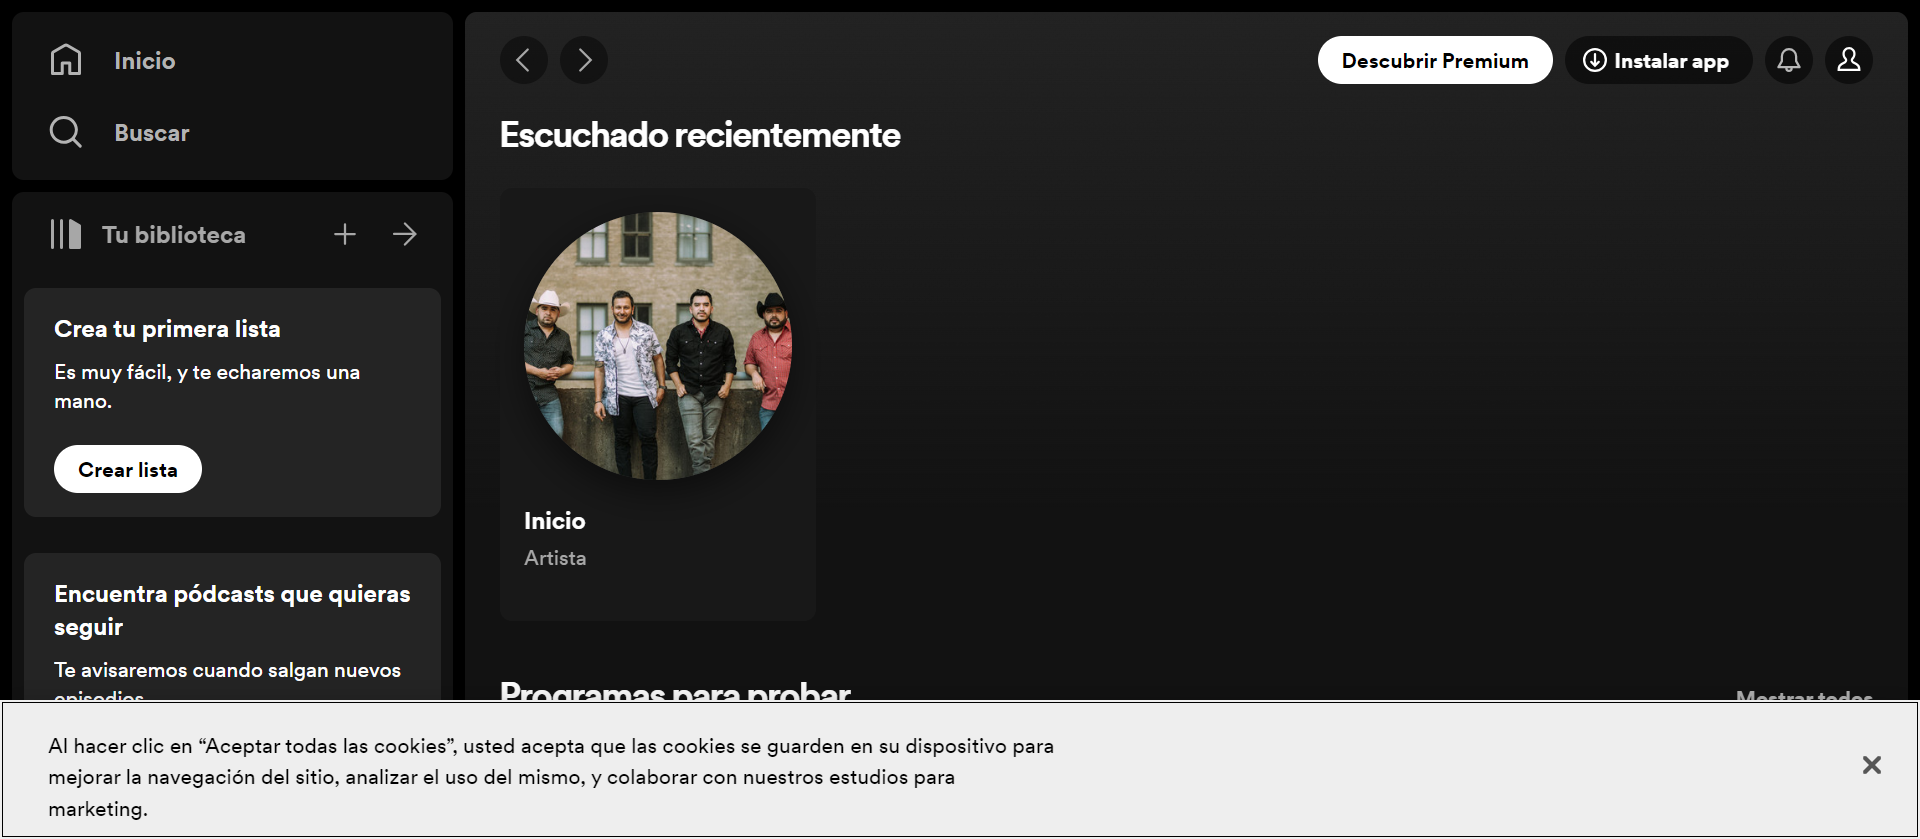 Inicio
Buscar
Tu biblioteca
Crea tu primera lista
Es muy fácil, y te echaremos una
mano.
Crear lista
Encuentra pódcasts que quieras
seguir
Te avisaremos cuando salgan nuevos
episodios.
Descubrir Premium
Instalar app
Escuchado recientemente
Inicio
Artista
Programas para probar
Mostrar todos
Al hacer clic en “Aceptar todas las cookies”, usted acepta que las cookies se guarden en su dispositivo para
mejorar la navegación del sitio, analizar el uso del mismo, y colaborar con nuestros estudios para
marketing.